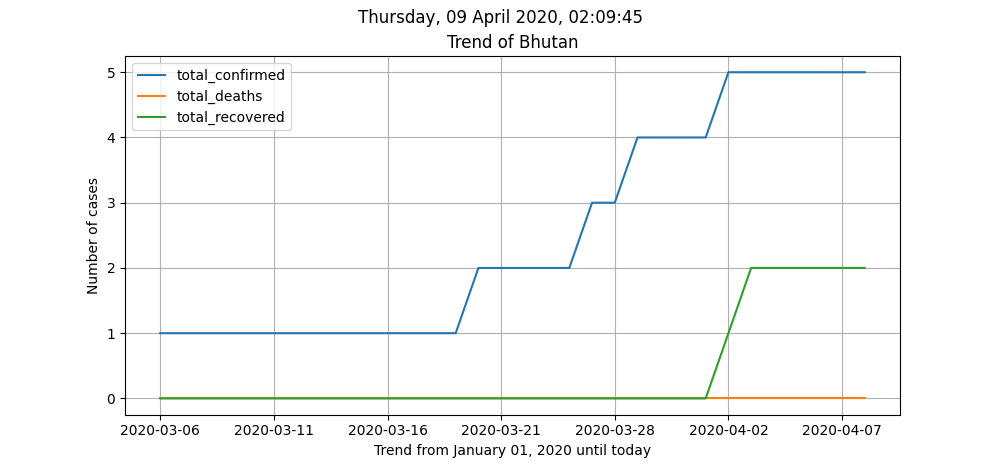 Thursday, 09 April 2020, 02:09:45
Trend of Bhutan
total_confirmed
total_deaths
total_recovered
Number of cases
5
4
3
2
1
0
2020-03-06 2020-03-11 2020-03-16 2020-03-21 2020-03-28 2020-04-02 2020-04-07
Trend from January 01, 2020 until today